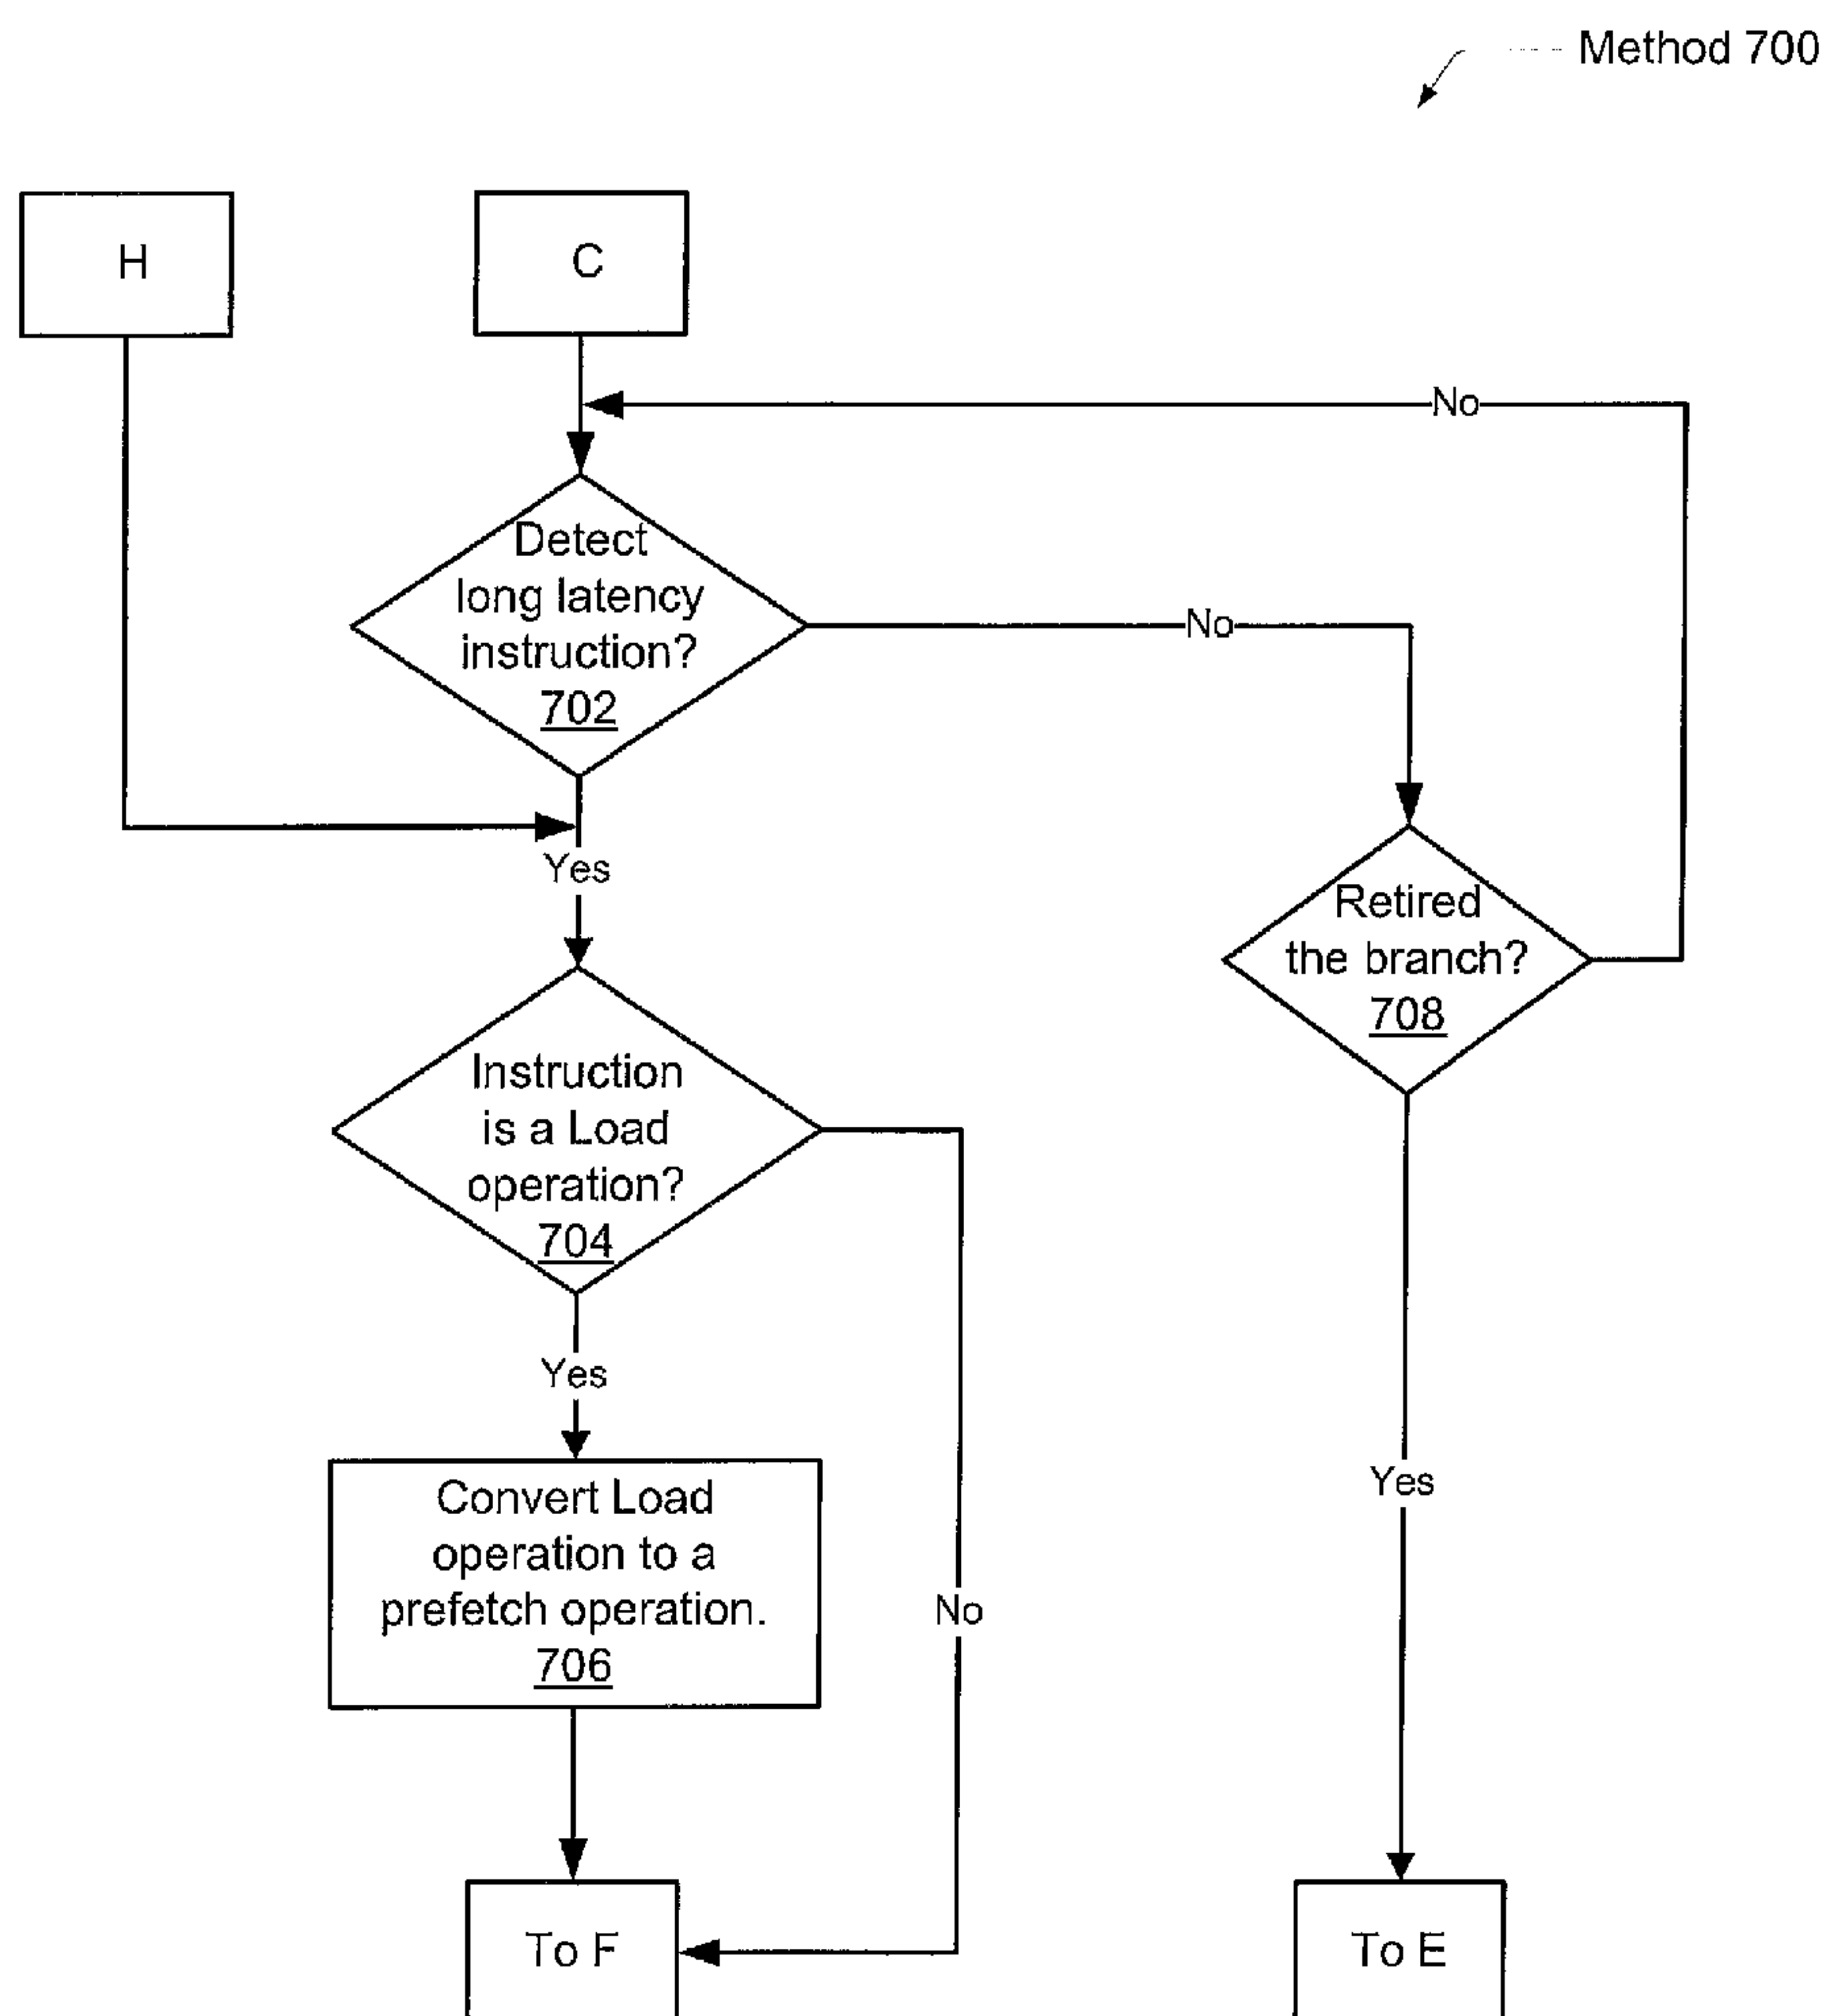 Method 700
H
C
No
Detect
long latency
instruction?
702
No
Yes
Retired
the branch?
708
Instruction
is a Load
operation?
704
Yes
Convert Load
operation to a
prefetch operation.
706
No
Yes
To F
To E